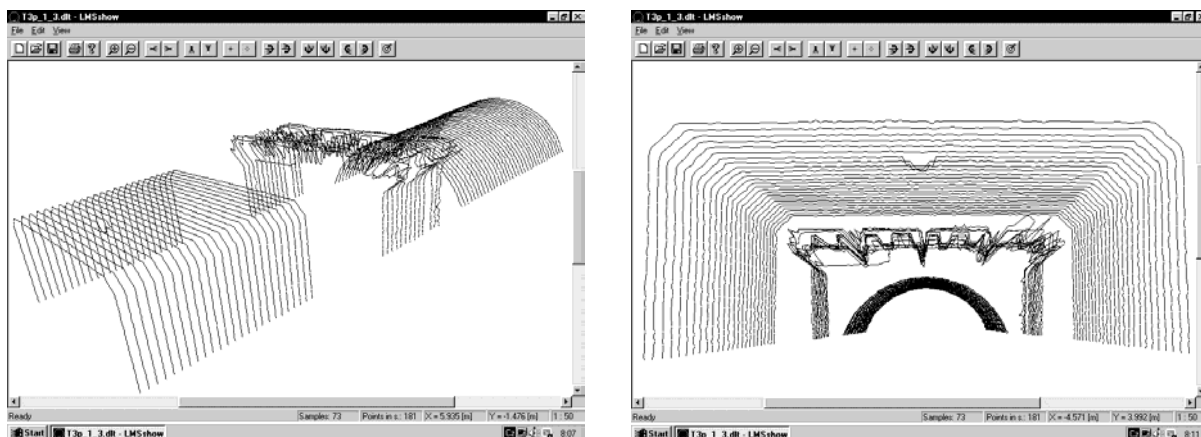 T3p_1_3.dlt - LMSshow
File Edit View
Ready
Samples: 73
Points in s.: 181
X = 5.935 [m]
Y = -1.476 [m]
1 : 50
Start
T3p_1_3.dlt - LMSshow
8:07
T3p_1_3.dlt - LMSshow
File Edit View
Ready
Samples: 73
Points in s.: 181
X = -4.571 [m]
Y = 3.992 [m]
1 : 50
Start
T3p_1_3.dlt - LMSshow
8:11